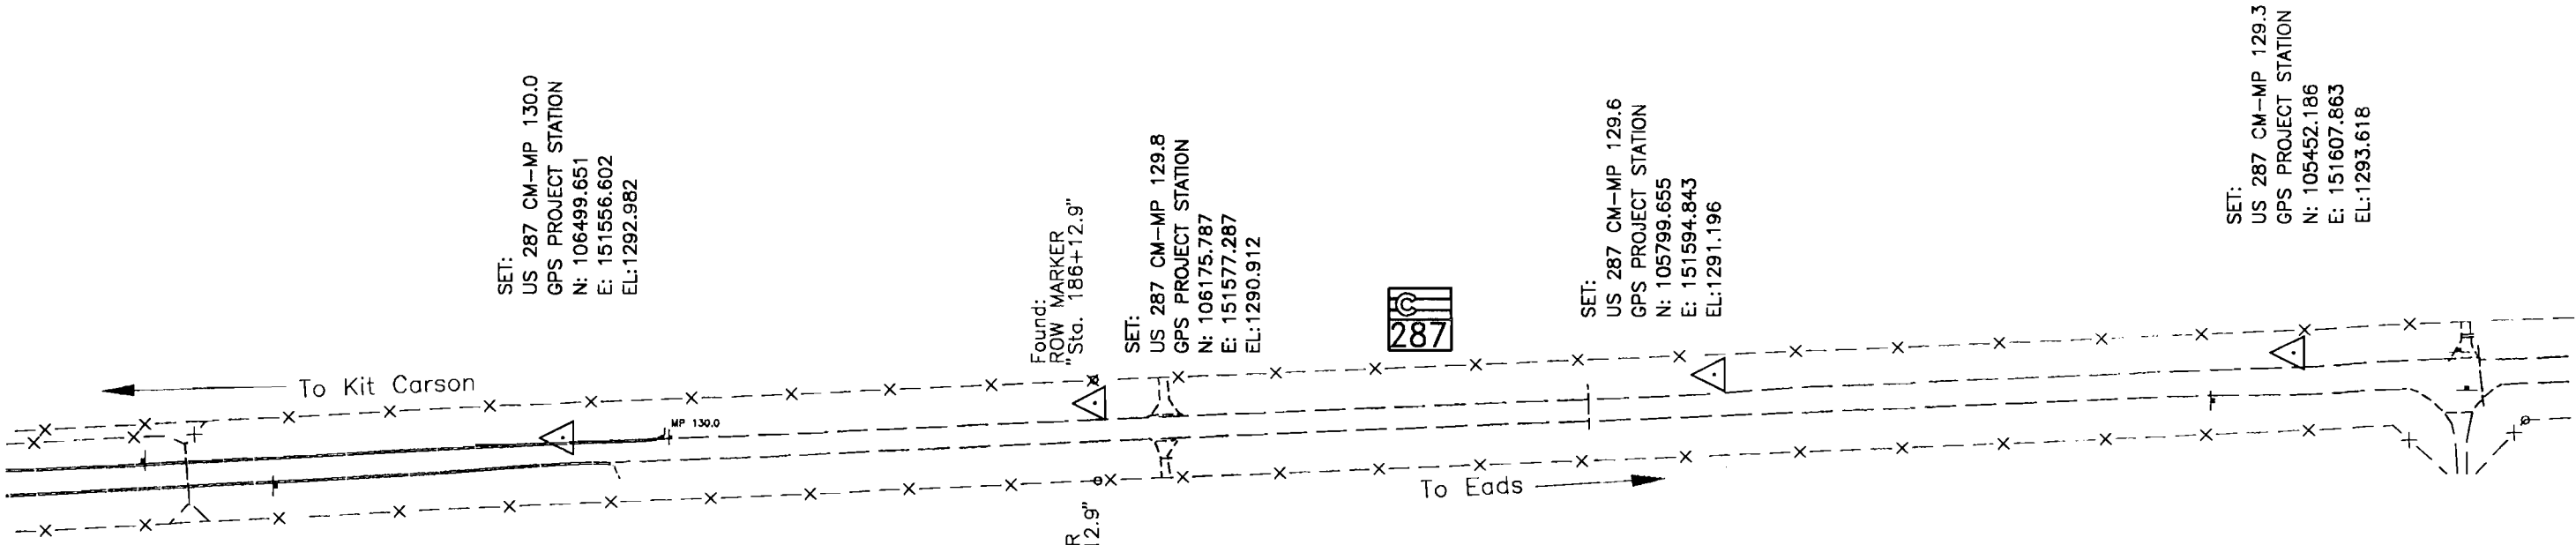 SET:
US 287 CM-MP 130.0
GPS PROJECT STATION
N: 106499.651
E: 151556.602
EL:1292.982
Found:
ROW MARKER
"Sta. 186+12.9"
SET:
US 287 CM-MP 129.8
GPS PROJECT STATION
N: 106175.787
E: 151577.287
EL:1290.912
C
287
SET:
US 287 CM-MP 129.6
GPS PROJECT STATION
N: 105799.655
E: 151594.843
EL:1291.196
SET:
US 287 CM-MP 129.3
GPS PROJECT STATION
N: 105452.186
E: 151607.863
EL:1293.618
To Kit Carson
MP 130.0
To Eads
R
12.9"